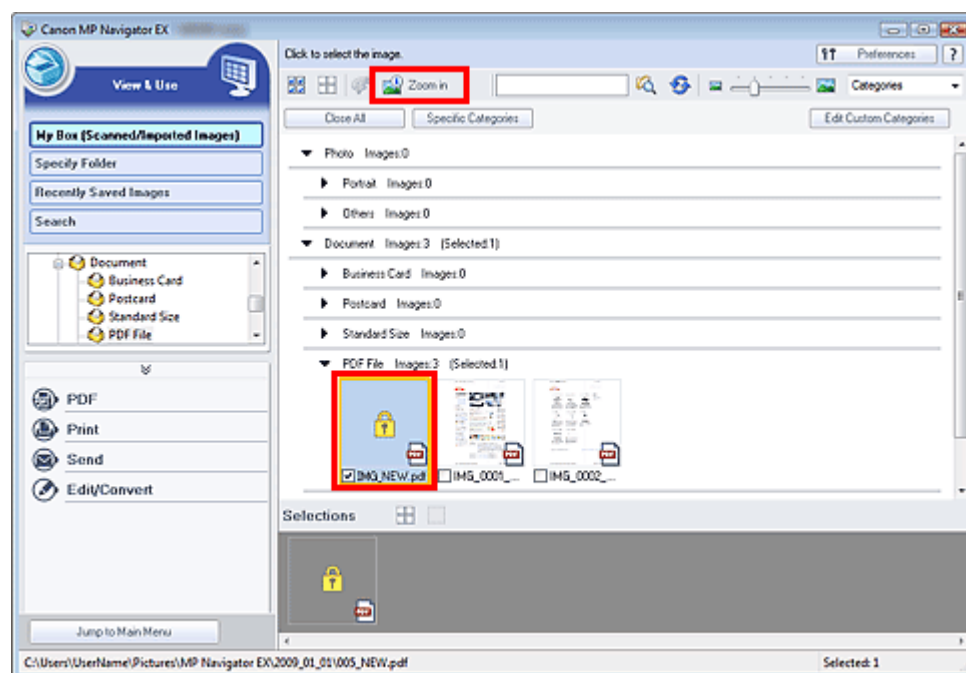 Canon MP Navigator EX
View & Use
My Box (Scanned/Imported Images)
Specify Folder
Recently Saved Images
Search
Document
Business Card
Postcard
Standard Size
PDF File
PDF
Print
Send
Edit/Convert
Jump to Main Menu
Click to select the image.
Preferences
?
Zoom in
Categories
Close All
Specific Categories
Edit Custom Categories
Photo Images:0
Portrait Images:0
Others Images:0
Document Images:3 (Selected:1)
Business Card Images:0
Postcard Images:0
Standard Size Images:0
PDF File Images:3 (Selected:1)
PDF
PDF
PDF
IMG_NEW.pdf
IMG_0001_...
IMG_0002_...
Selections
PDF
C:\Users\UserName\Pictures\MP Navigator EX\2009_01_01\005_NEW.pdf
Selected: 1